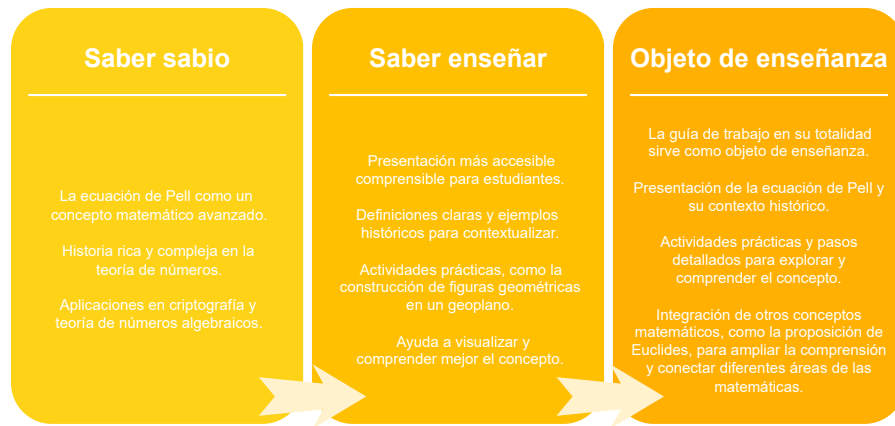 Saber sabio
La ecuación de Pell como un
concepto matemático avanzado.
Historia rica y compleja en la
teoría de números.
Aplicaciones en criptografía y
teoría de números algebraicos.
Saber enseñar
Presentación más accesible
comprensible para estudiantes.
Definiciones claras y ejemplos
históricos para contextualizar.
Actividades prácticas, como la
construcción de figuras geométricas
en un geoplano.
Ayuda a visualizar y
comprender mejor el concepto.
Objeto de enseñanza
La guía de trabajo en su totalidad
sirve como objeto de enseñanza.
Presentación de la ecuación de Pell y
su contexto histórico.
Actividades prácticas y pasos
detallados para explorar y
comprender el concepto.
Integración de otros conceptos
matemáticos, como la proposición de
Euclides, para ampliar la comprensión
y conectar diferentes áreas de las
matemáticas.